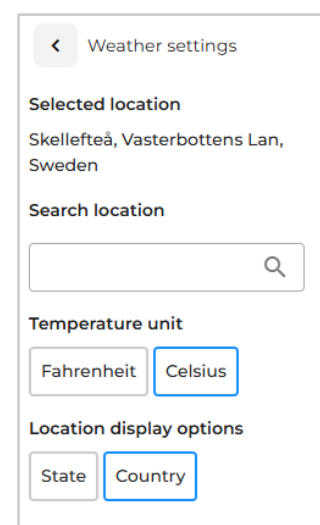 Weather settings
Selected location
Skellefteå, Vasterbottens Lan,
Sweden
Search location
Temperature unit
Fahrenheit Celsius
Location display options
State Country